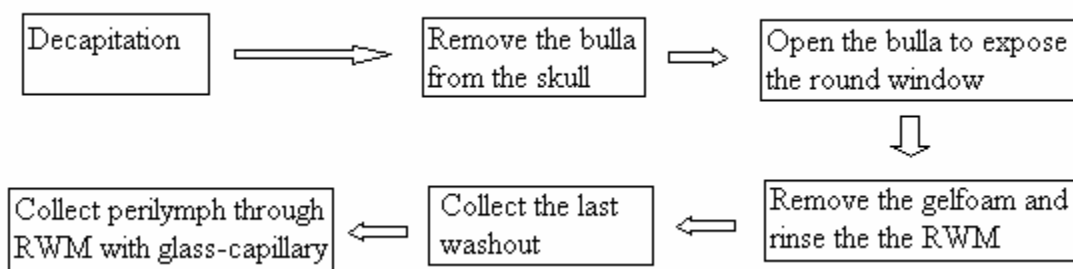 Decapitation
Remove the bulla
from the skull
Open the bulla to expose
the round window
Remove the gelfoam and
rinse the the RWM
Collect the last
washout
Collect perilymph through
RWM with glass-capillary